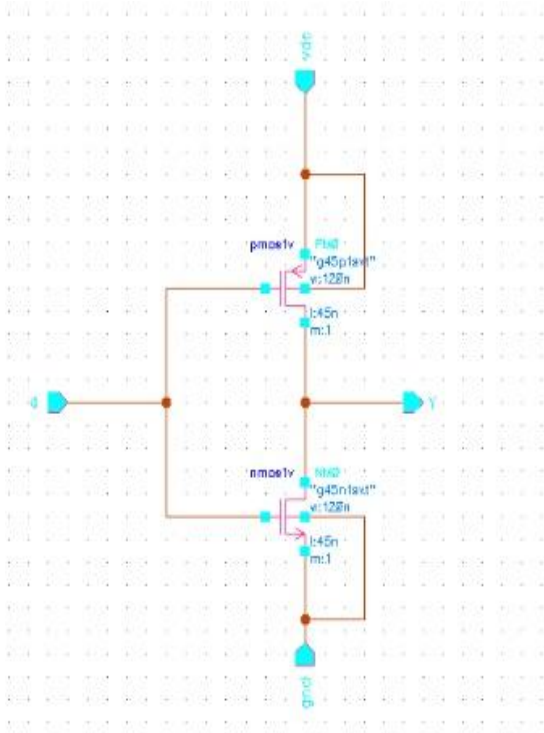 vdd
pmos1v
PM0
"g45p1svt"
w:120n
l:45n
m:1
A
Y
nmos1v
NM0
"g45n1svt"
w:120n
l:45n
m:1
gnd